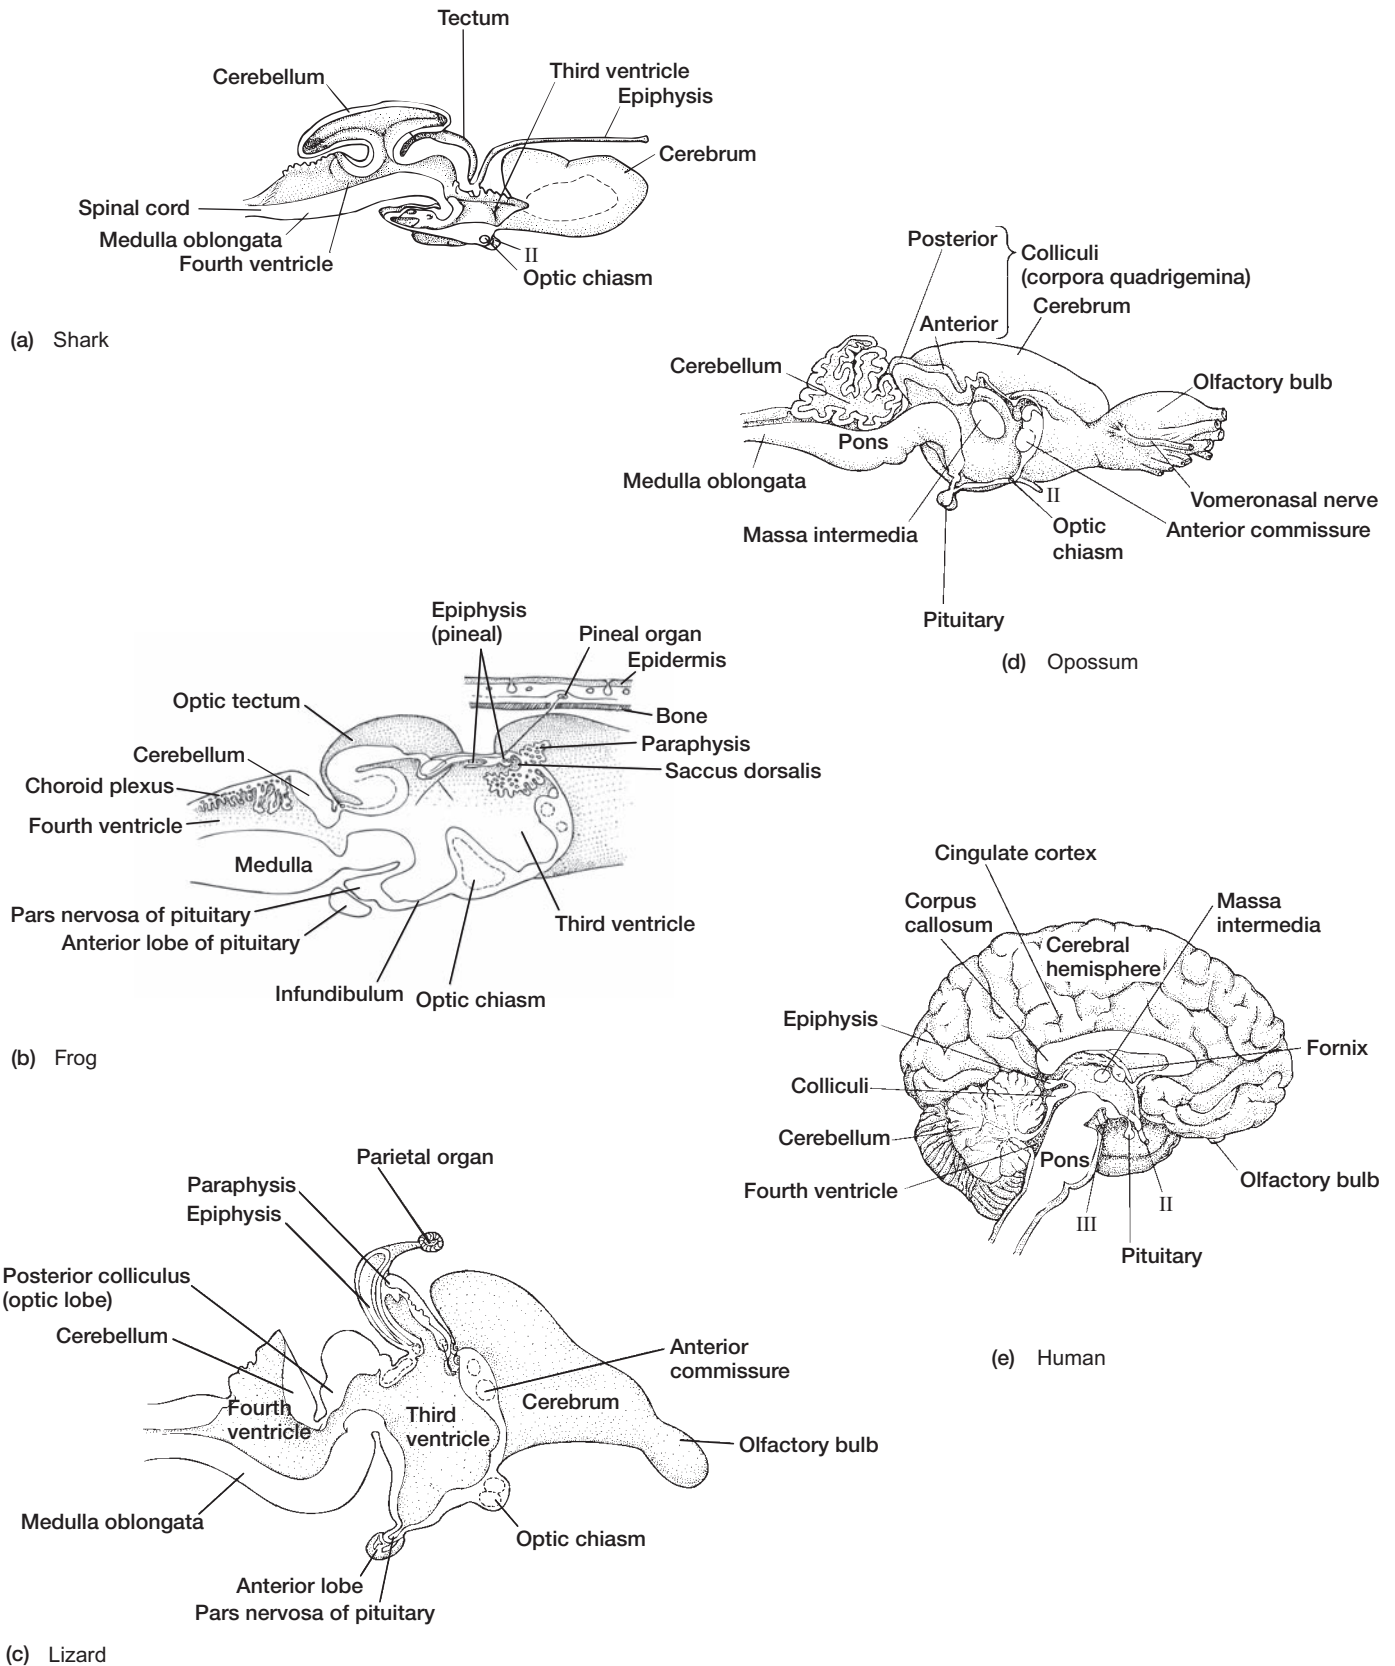 Tectum
Cerebellum
Third ventricle
Epiphysis
Cerebrum
Spinal cord
Medulla oblongata
Fourth ventricle
II
Optic chiasm
(a) Shark
Posterior
Anterior
Colliculi
(corpora quadrigemina)
Cerebrum
Cerebellum
Olfactory bulb
Pons
Medulla oblongata
II
Vomeronasal nerve
Massa intermedia
Optic
chiasm
Anterior commissure
Pituitary
(d) Opossum
Epiphysis
(pineal)
Pineal organ
Epidermis
Optic tectum
Bone
Cerebellum
Paraphysis
Saccus dorsalis
Choroid plexus
Fourth ventricle
Medulla
Pars nervosa of pituitary
Anterior lobe of pituitary
Third ventricle
Infundibulum
Optic chiasm
(b) Frog
Cingulate cortex
Corpus
callosum
Massa
intermedia
Cerebral
hemisphere
Epiphysis
Fornix
Colliculi
Cerebellum
Pons
Fourth ventricle
Olfactory bulb
II
III
Pituitary
(e) Human
Parietal organ
Paraphysis
Epiphysis
Posterior colliculus
(optic lobe)
Cerebellum
Anterior
commissure
Fourth
ventricle
Third
ventricle
Cerebrum
Olfactory bulb
Medulla oblongata
Optic chiasm
Anterior lobe
Pars nervosa of pituitary
(c) Lizard